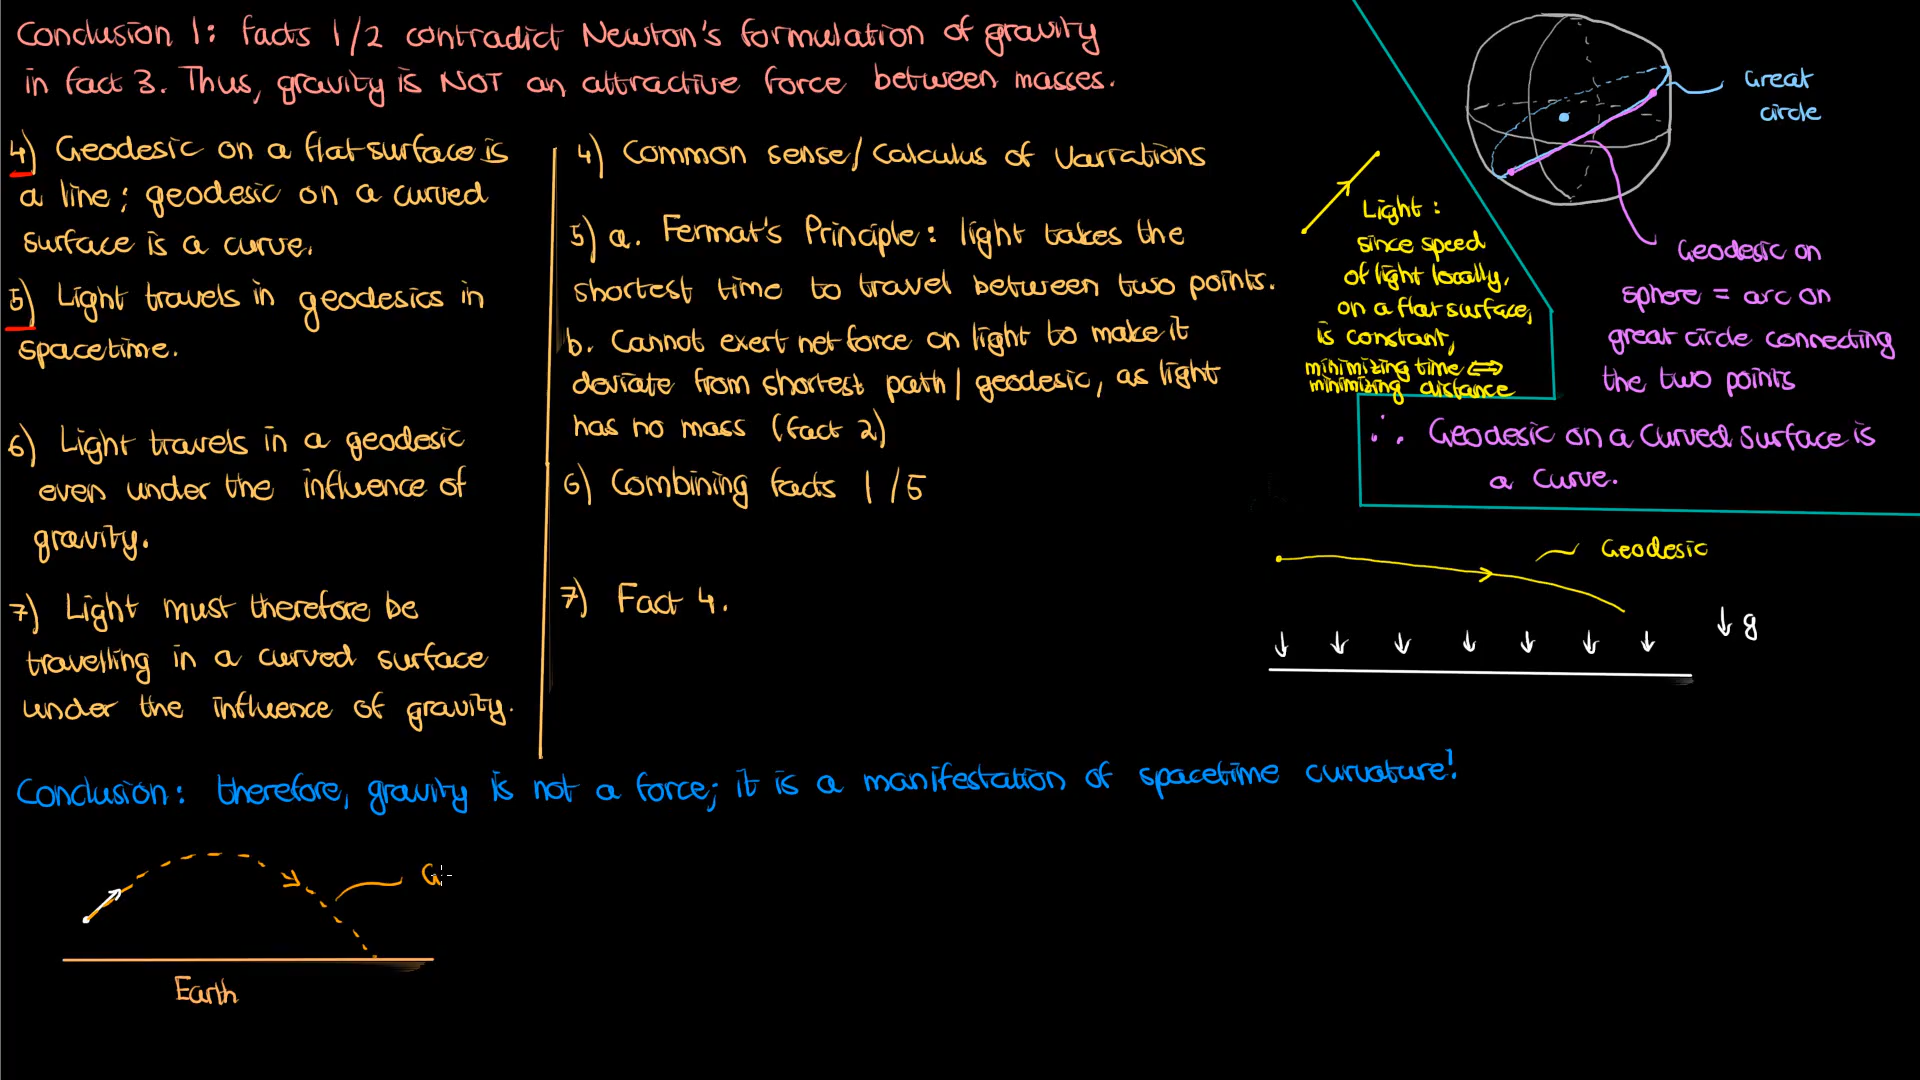 Conclusion 1: facts 1/2 contradict Newton's formulation of gravity
in fact 3. Thus, gravity is NOT an attractive force between masses.
4) Geodesic on a flat surface is
a line; geodesic on a curved
surface is a curve.
5) Light travels in geodesics in
spacetime.
6) Light travels in a geodesic
even under the influence of
gravity.
7) Light must therefore be
travelling in a curved surface
under the influence of gravity.
4) Common sense/Calculus of Varrations
5) a. Fermat's Principle: light takes the
shortest time to travel between two points.
b. Cannot exert net force on light to make it
deviate from shortest path/geodesic, as light
has no mass (fact 2)
6) Combining facts 1/5
7) Fact 4.
Great
circle
Light:
since speed
of light locally,
on a flat surface,
is constant,
minimizing time ⇔
minimizing distance
Geodesic on
sphere = arc on
great circle connecting
the two points
∴ Geodesic on a Curved Surface is
a Curve.
Geodesic
↓ g
Conclusion: therefore, gravity is not a force; it is a manifestation of spacetime curvature!
G
Earth